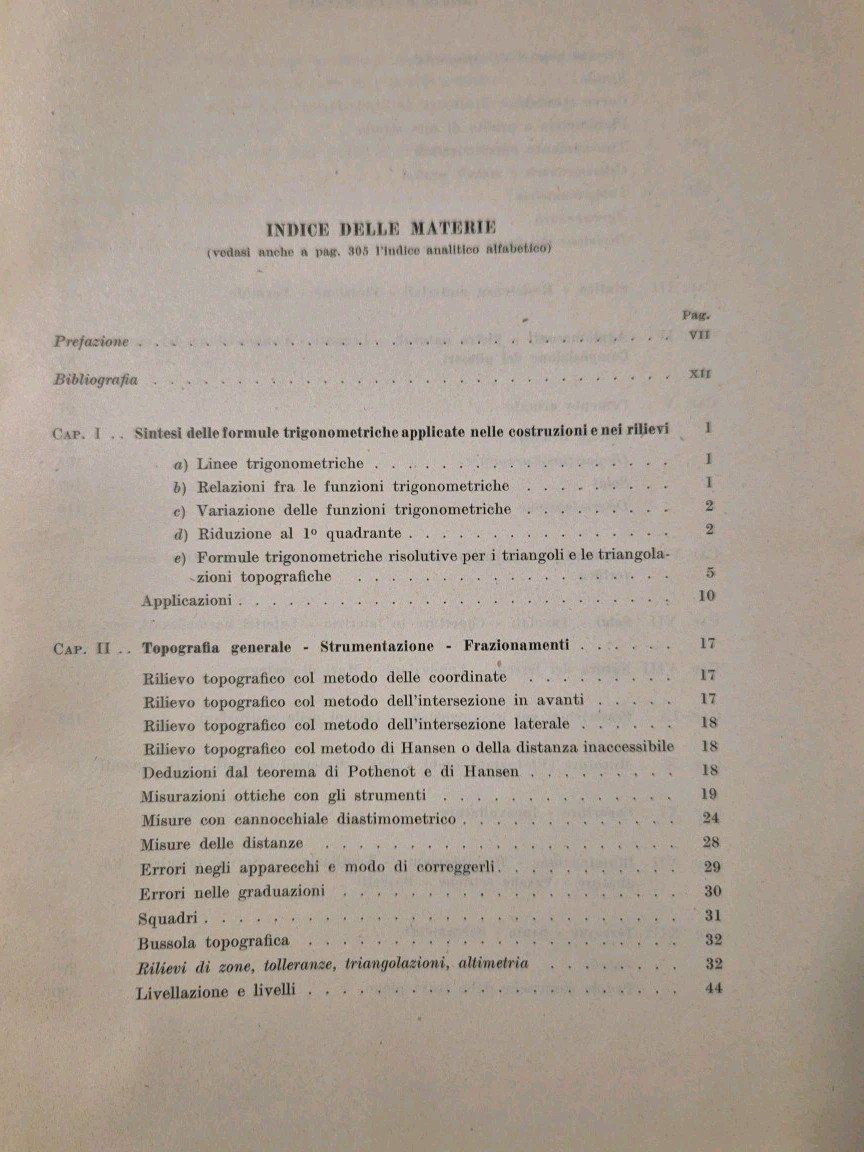 INDICE DELLE MATERIE
(vedasi anche a pag. 305 l'indice analitico alfabetico)
Pag.
Prefazione . . . . . . . . . . . . . . . . . . . . VII
Bibliografia . . . . . . . . . . . . . . . . . . . . XII
CAP. I . . Sintesi delle formule trigonometriche applicate nelle costruzioni e nei rilievi 1
a) Linee trigonometriche . . . . . . . . . . . . . . 1
b) Relazioni fra le funzioni trigonometriche . . . . . . . . 1
c) Variazione delle funzioni trigonometriche . . . . . . . . 2
d) Riduzione al 1º quadrante . . . . . . . . . . . . 2
e) Formule trigonometriche risolutive per i triangoli e le triangola-
zioni topografiche . . . . . . . . . . . . . . 5
Applicazioni . . . . . . . . . . . . . . . . . . 10
CAP. II . . Topografia generale - Strumentazione - Frazionamenti . . . . 17
Rilievo topografico col metodo delle coordinate . . . . . . . . 17
Rilievo topografico col metodo dell'intersezione in avanti . . . . . 17
Rilievo topografico col metodo dell'intersezione laterale . . . . . . 18
Rilievo topografico col metodo di Hansen o della distanza inaccessibile 18
Deduzioni dal teorema di Pothenot e di Hansen . . . . . . . . 18
Misurazioni ottiche con gli strumenti . . . . . . . . . . . 19
Misure con cannocchiale diastimometrico . . . . . . . . . . 24
Misure delle distanze . . . . . . . . . . . . . . . 28
Errori negli apparecchi e modo di correggerli . . . . . . . . . 29
Errori nelle graduazioni . . . . . . . . . . . . . . 30
Squadri . . . . . . . . . . . . . . . . . . . 31
Bussola topografica . . . . . . . . . . . . . . . 32
Rilievi di zone, tolleranze, triangolazioni, altimetria . . . . . . . 32
Livellazione e livelli . . . . . . . . . . . . . . . 44